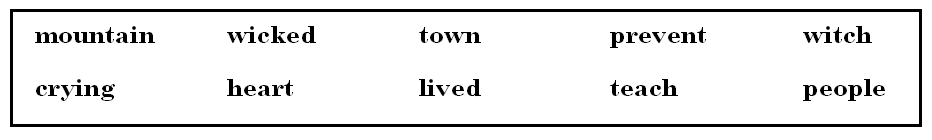 mountain wicked town prevent witch
crying heart lived teach people